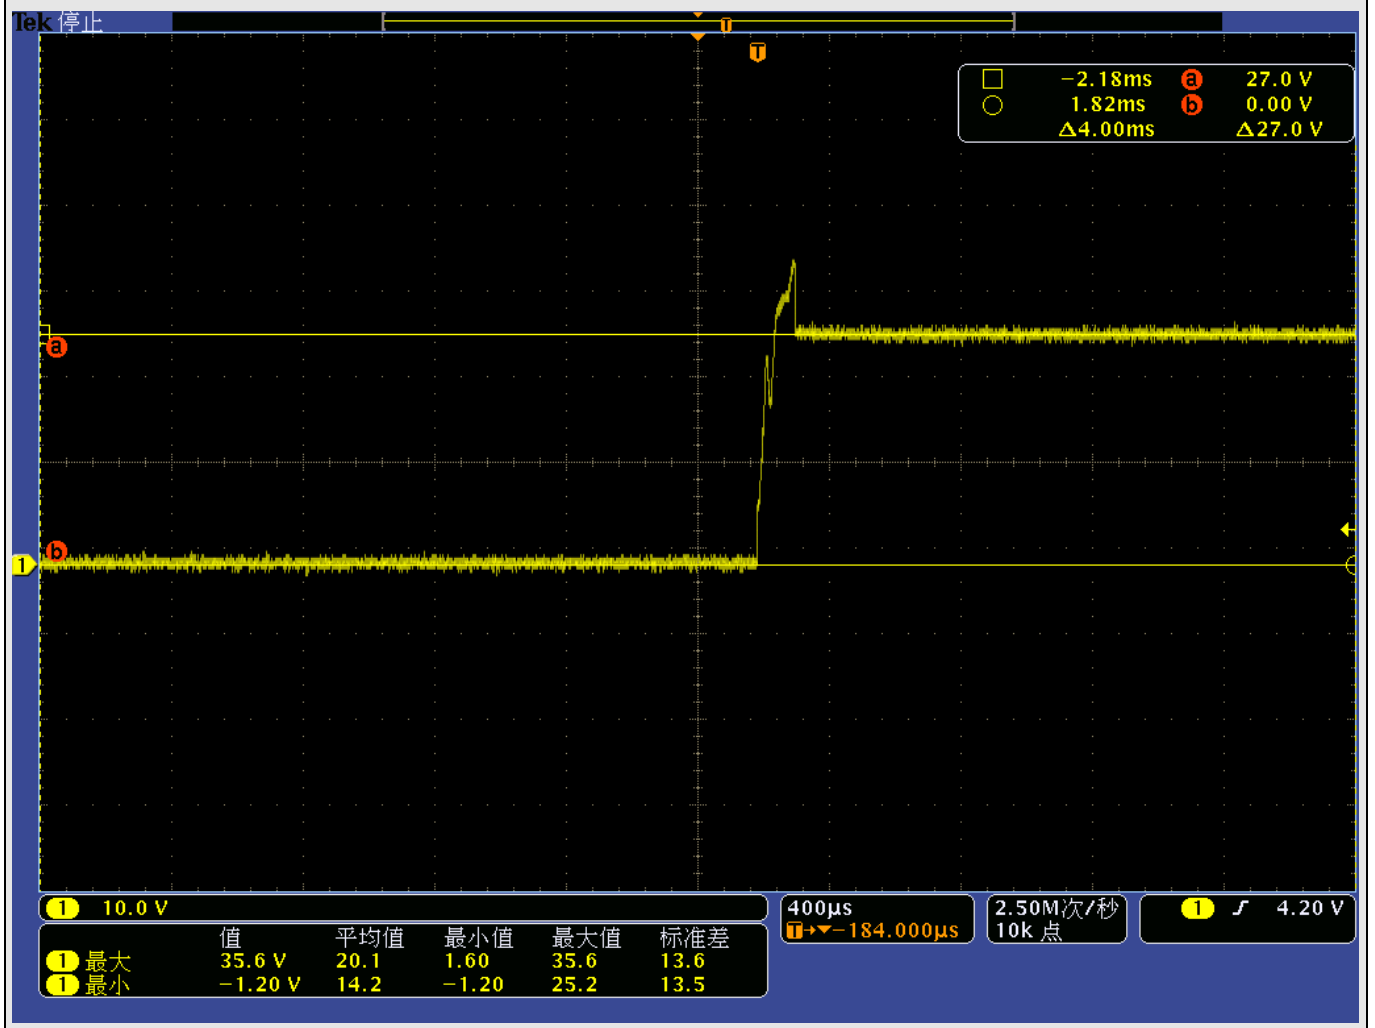 Tek 停止
T
T
−2.18ms a 27.0 V
1.82ms b 0.00 V
Δ4.00ms Δ27.0 V
a
b
1
1 10.0 V
400μs
T→▼−184.000μs
2.50M次/秒
10k 点
1 4.20 V
值 平均值 最小值 最大值 标准差
1 最大 35.6 V 20.1 1.60 35.6 13.6
1 最小 −1.20 V 14.2 −1.20 25.2 13.5